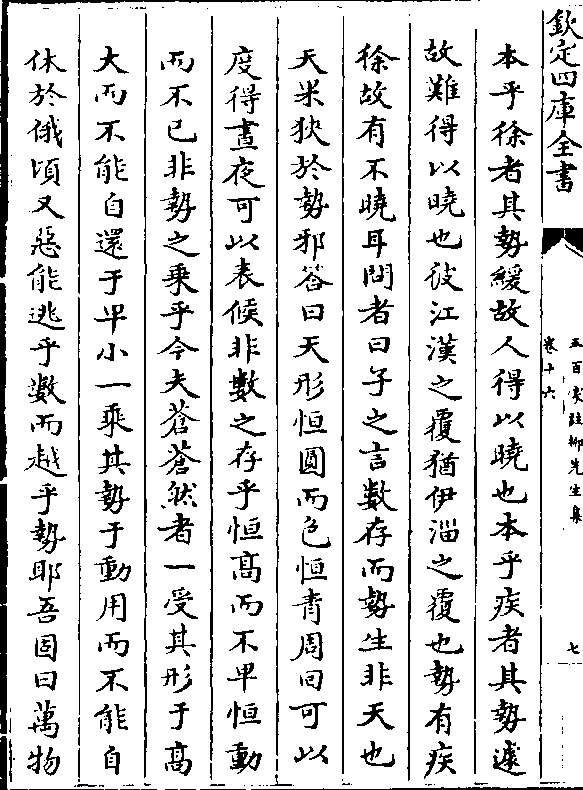 欽定四庫全書
五百家註柳先生集
卷十六
七
本乎徐者其勢緩故人得以曉也本乎疾者其勢遽
故難得以曉也彼江漢之覆猶伊淄之覆也勢有疾
徐故有不曉耳問者曰子之言數存而勢生非天也
天果狹於勢邪答曰天形恒圓而色恒青周回可以
度得晝夜可以表候非數之存乎恒髙而不卑恒動
而不已非勢之乗乎今夫蒼蒼然者一受其形于髙
大而不能自還于卑小一乘其勢于動用而不能自
休於俄頃又惡能逃乎數而越乎勢耶吾固曰萬物